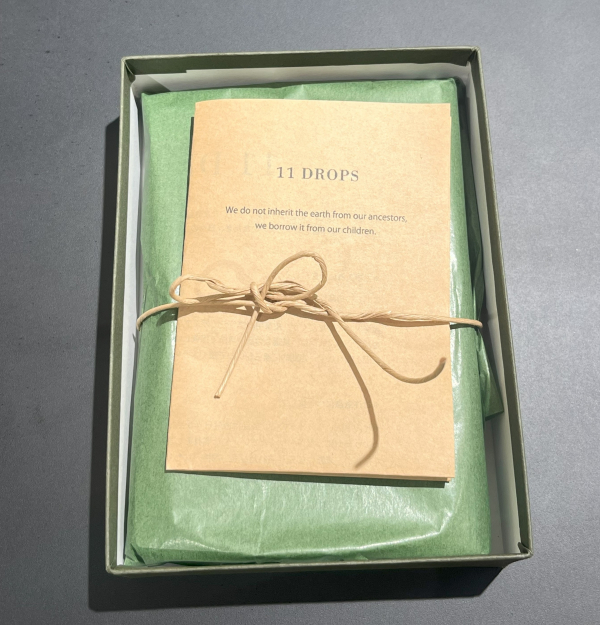 11 DROPS
We do not inherit the earth from our ancestors,
we borrow it from our children.